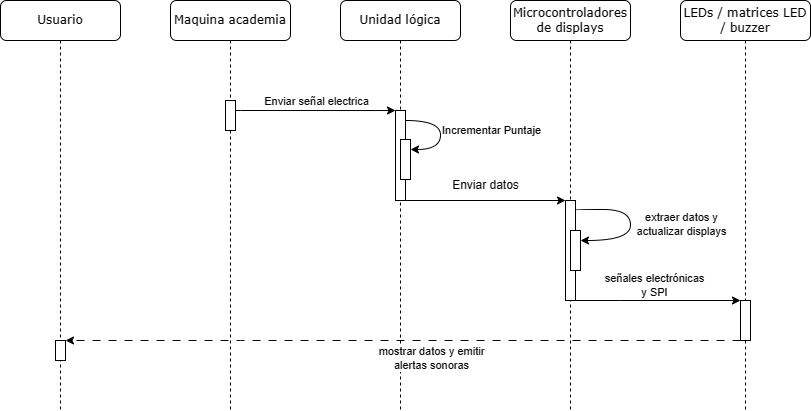 Usuario
Maquina academia
Unidad lógica
Microcontroladores
de displays
LEDs / matrices LED
/ buzzer
Enviar señal electrica
Incrementar Puntaje
Enviar datos
extraer datos y
actualizar displays
señales electrónicas
y SPI
mostrar datos y emitir
alertas sonoras